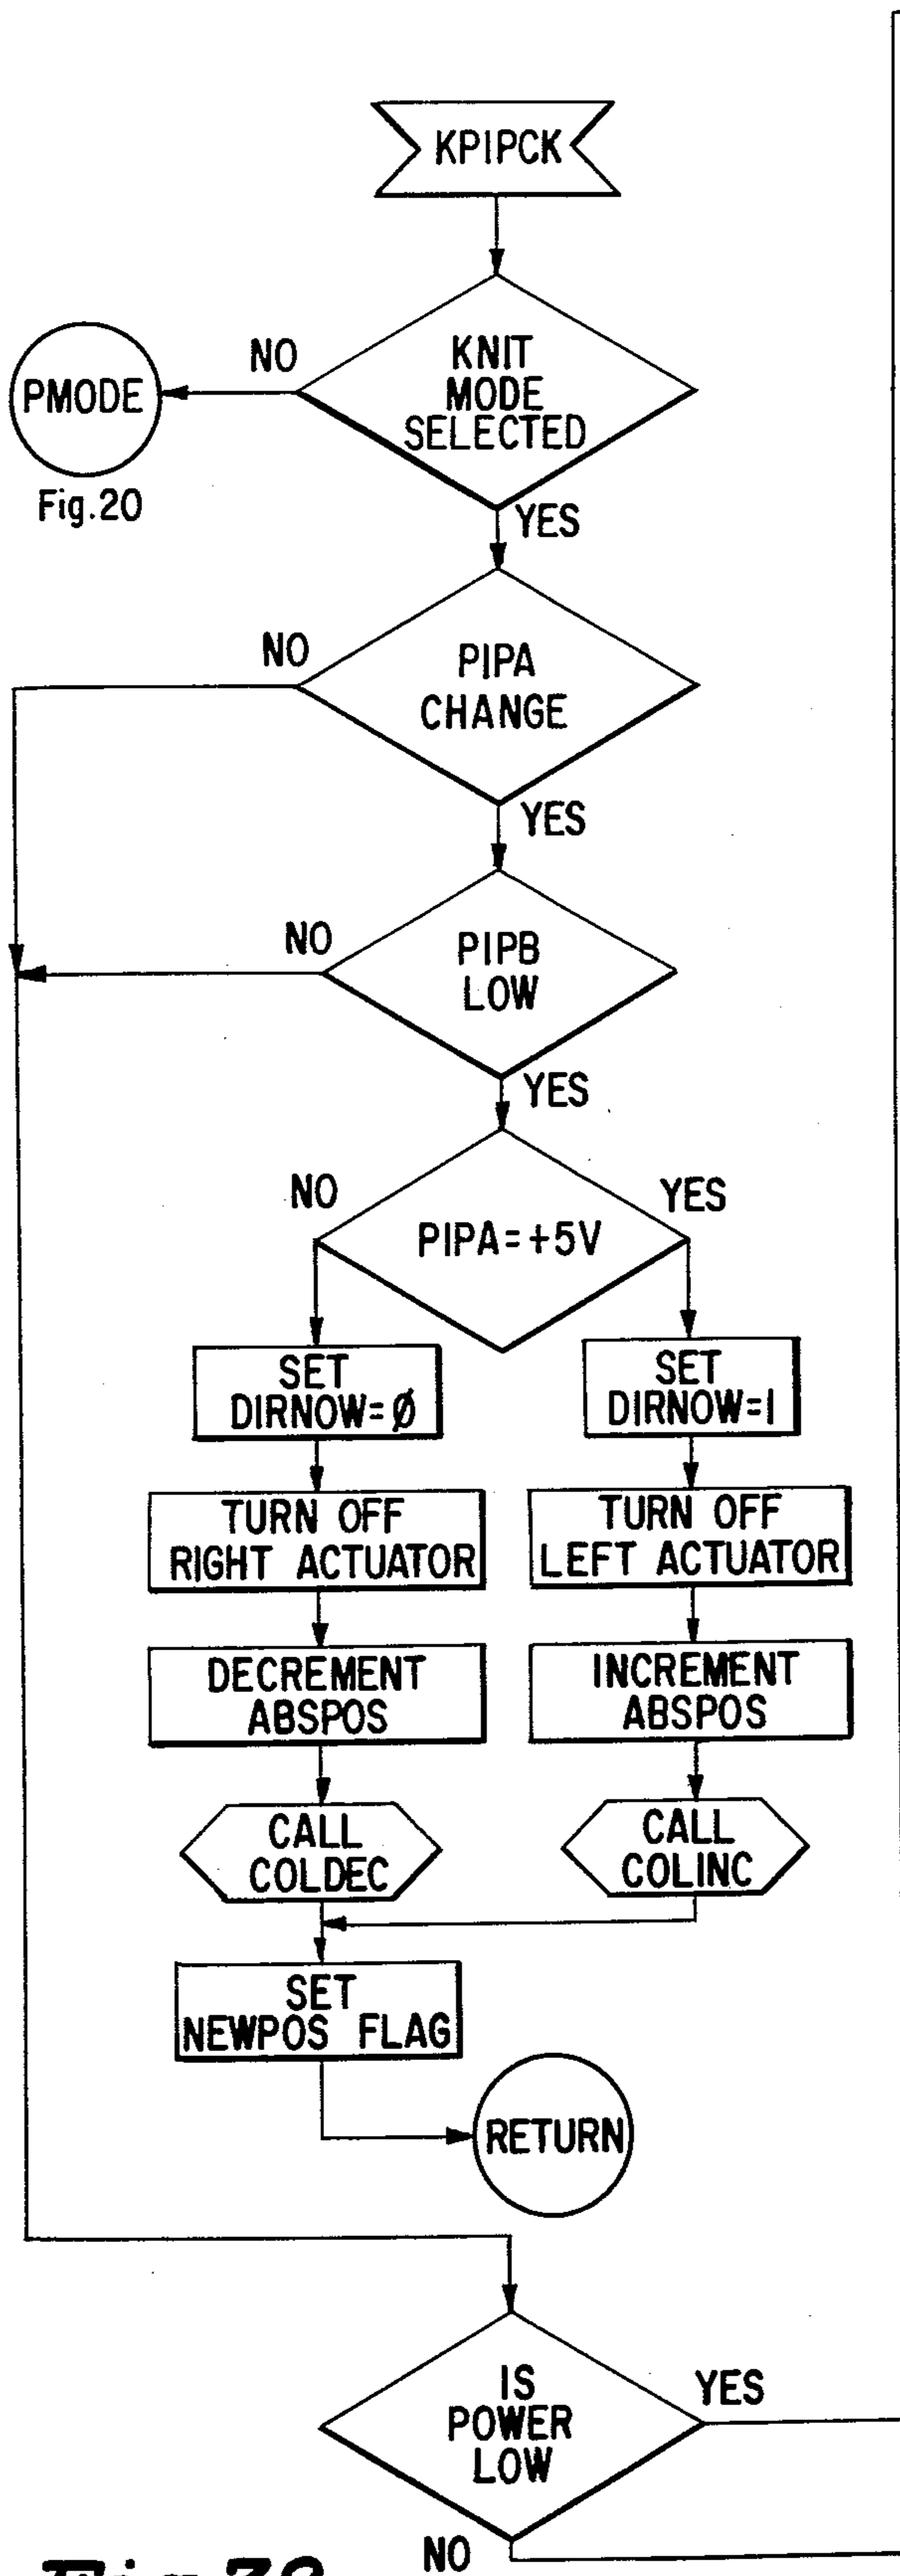 KPIPCK
KNIT
MODE
SELECTED
NO
PMODE
Fig.20
YES
PIPA
CHANGE
NO
YES
PIPB
LOW
NO
YES
PIPA=+5V
NO
YES
SET
DIRNOW=Ø
SET
DIRNOW=1
TURN OFF
RIGHT ACTUATOR
TURN OFF
LEFT ACTUATOR
DECREMENT
ABSPOS
INCREMENT
ABSPOS
CALL
COLDEC
CALL
COLINC
SET
NEWPOS FLAG
RETURN
IS
POWER
LOW
YES
NO